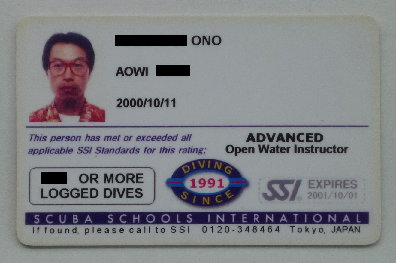 ONO
AOWI
2000/10/11
This person has met or exceeded all
applicable SSI Standards for this rating:
ADVANCED
Open Water Instructor
OR MORE
LOGGED DIVES
DIVING
1991
SINCE
SSI EXPIRES
2001/10/01
SCUBA SCHOOLS INTERNATIONAL
If found, please call to SSI 0120-346464 Tokyo, JAPAN